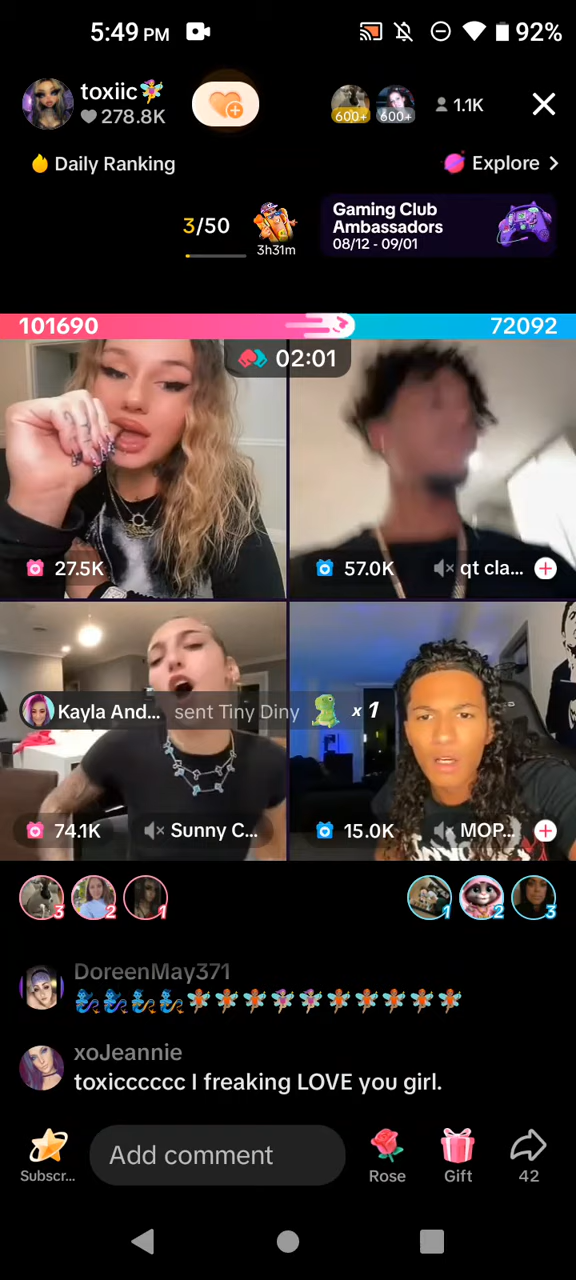 5:49 PM
92%
toxiic🧚‍♀️
278.8K
600+
600+
1.1K
Daily Ranking
Explore >
3/50
3h31m
Gaming Club
Ambassadors
08/12 - 09/01
101690
72092
02:01
27.5K
57.0K
qt cla...
Kayla And... sent Tiny Diny x 1
74.1K
Sunny C...
15.0K
MOP...
3
2
1
1
2
3
DoreenMay371
🧞‍♂️🧞‍♂️🧞‍♂️🧞‍♂️🧚🧚🧚🧚‍♀️🧚‍♀️🧚🧚🧚🧚🧚
xoJeannie
toxicccccc I freaking LOVE you girl.
Subscr...
Add comment
Rose
Gift
42